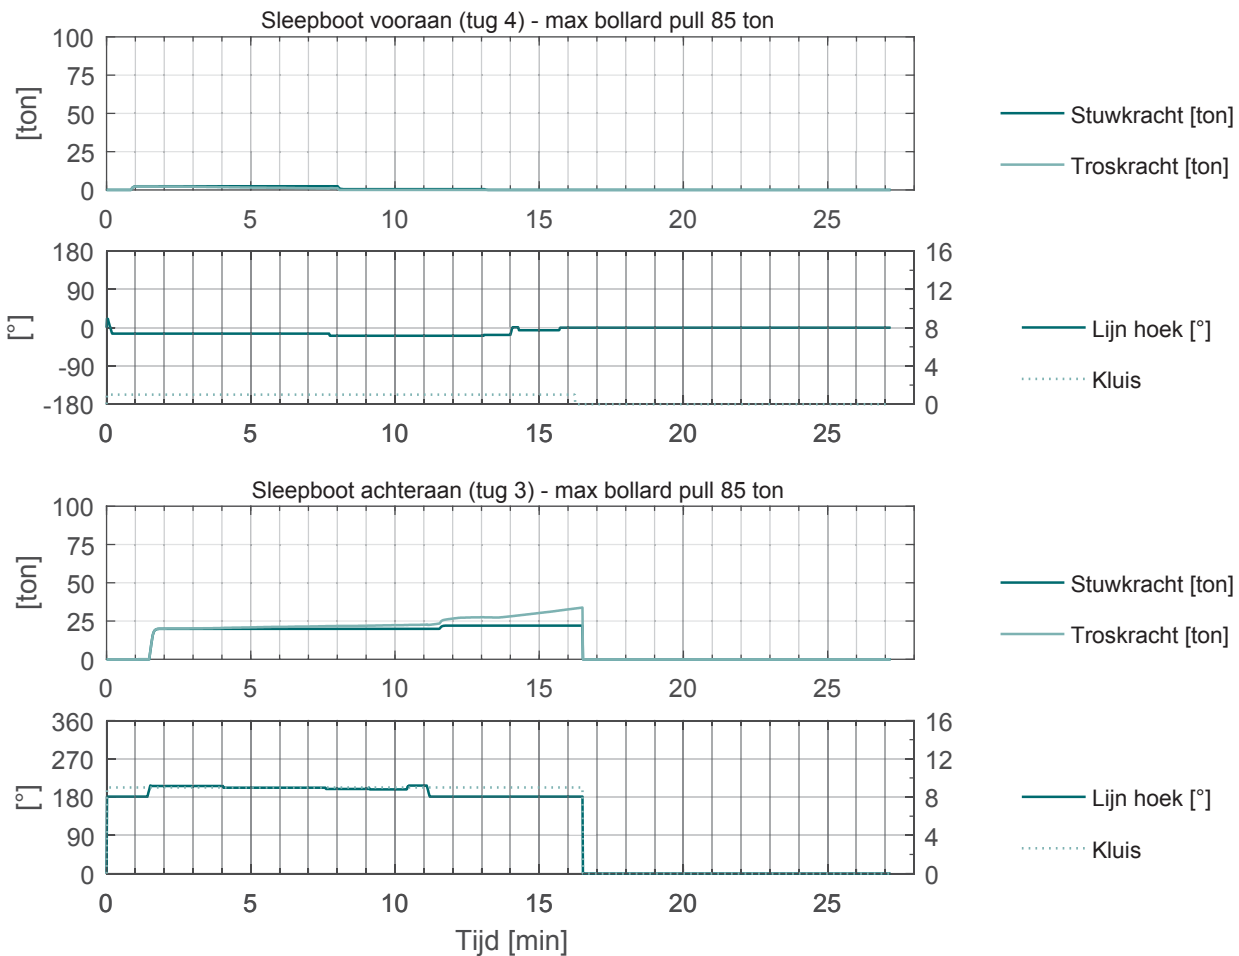 Sleepboot vooraan (tug 4) - max bollard pull 85 ton
100
75
50
25
0
[ton]
0 5 10 15 20 25
Stuwkracht [ton]
Troskracht [ton]
180
90
0
-90
-180
[°]
16
12
8
4
0
0 5 10 15 20 25
Lijn hoek [°]
Kluis
Sleepboot achteraan (tug 3) - max bollard pull 85 ton
100
75
50
25
0
[ton]
0 5 10 15 20 25
Stuwkracht [ton]
Troskracht [ton]
360
270
180
90
0
[°]
16
12
8
4
0
0 5 10 15 20 25
Lijn hoek [°]
Kluis
Tijd [min]